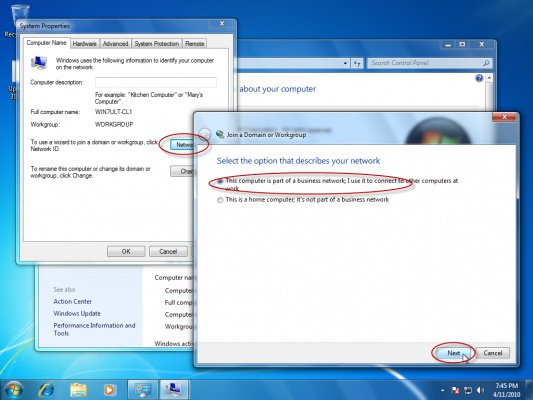 Recyc
System Properties
Computer Name
Hardware
Advanced
System Protection
Remote
Windows uses the following information to identify your computer
on the network.
Computer description:
For example: "Kitchen Computer" or "Mary's
Computer".
Full computer name:
WIN7ULT-CL1
Workgroup:
WORKGROUP
To use a wizard to join a domain or workgroup, click
Network ID.
Network
To rename this computer or change its domain or
workgroup, click Change.
Chan
OK
Cancel
Search Control Panel
about your computer
Join a Domain or Workgroup
Select the option that describes your network
This computer is part of a business network; I use it to connect to other computers at
work
This is a home computer; it's not part of a business network
Next
Cancel
See also
Action Center
Windows Update
Performance Information and
Tools
Computer name
Compute
Full comp
Compute
Workgrou
Windows activa
7:45 PM
4/11/2010